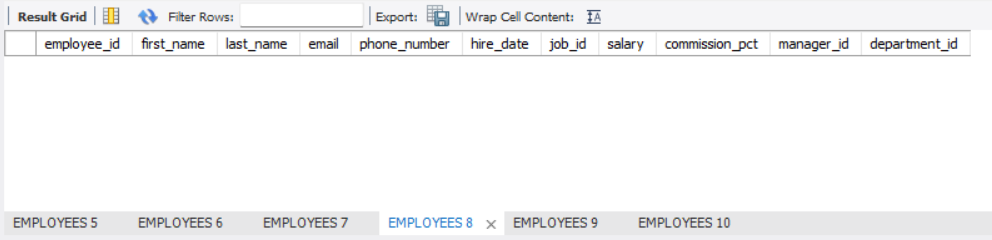 Result Grid Filter Rows: Export: Wrap Cell Content: IA
employee_id first_name last_name email phone_number hire_date job_id salary commission_pct manager_id department_id
EMPLOYEES 5 EMPLOYEES 6 EMPLOYEES 7 EMPLOYEES 8 × EMPLOYEES 9 EMPLOYEES 10